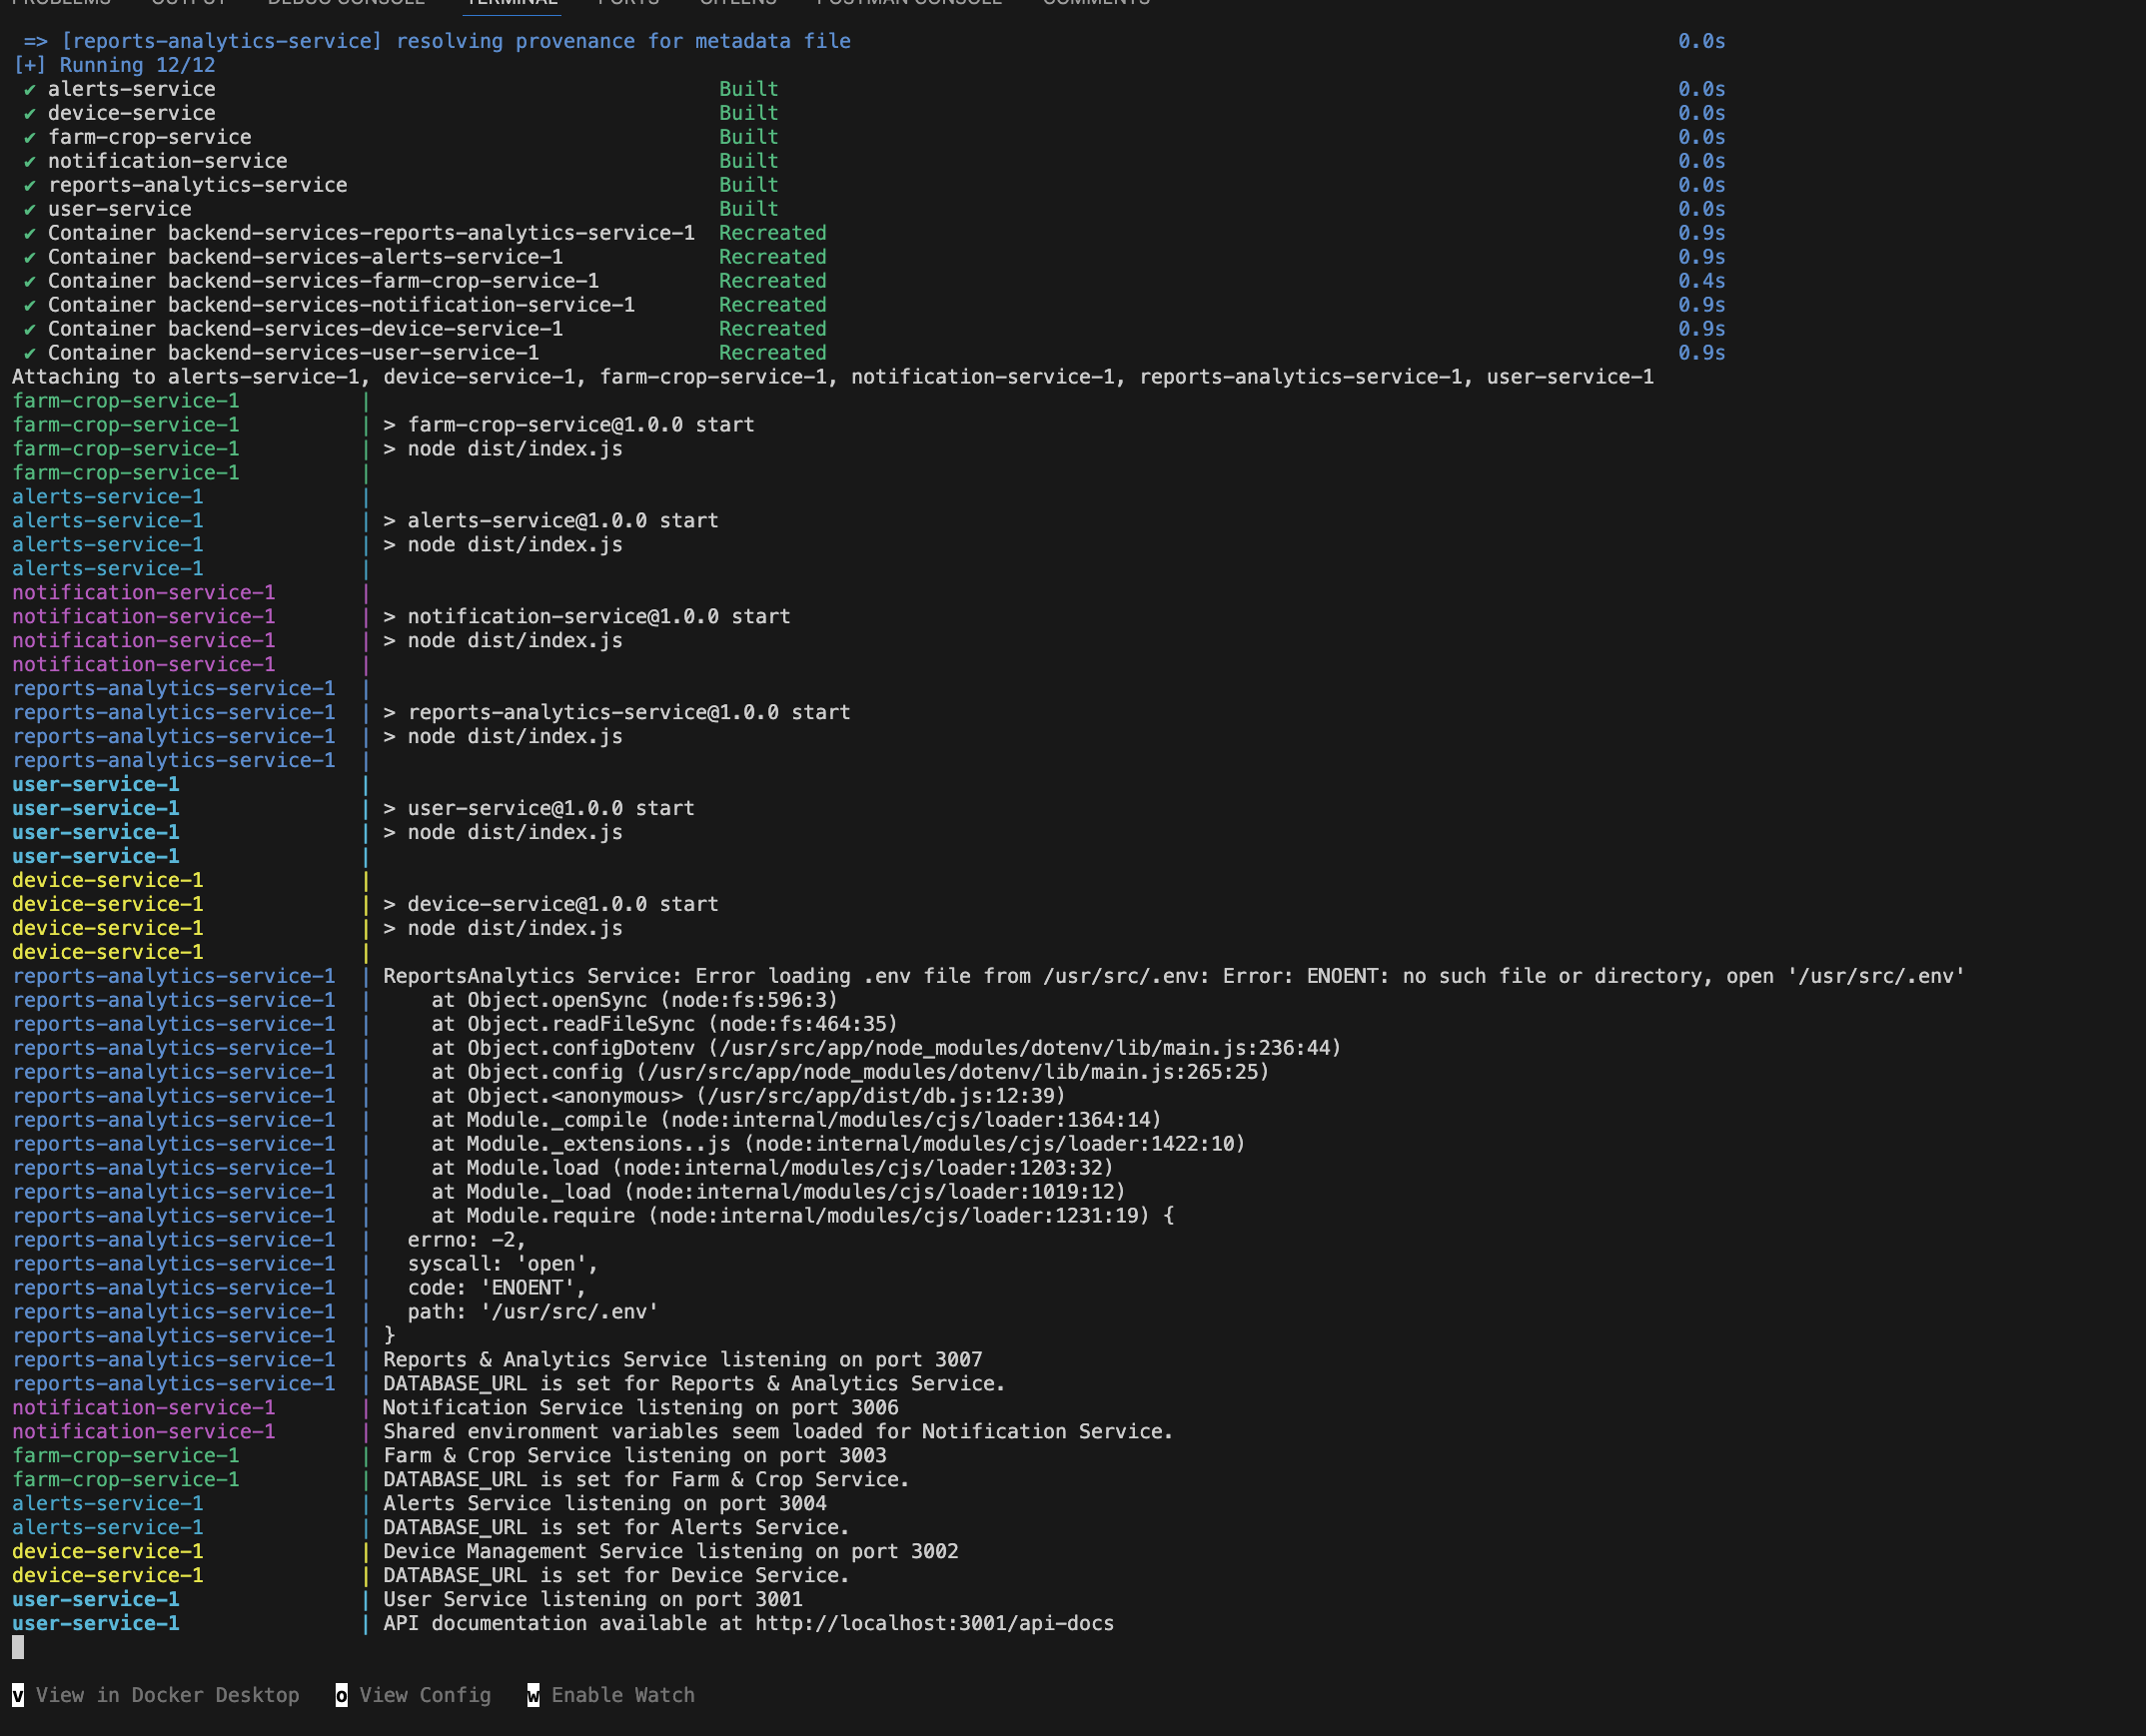 PROBLEMS OUTPUT DEBUG CONSOLE TERMINAL PORTS GITLENS POSTMAN CONSOLE COMMENTS
=> [reports-analytics-service] resolving provenance for metadata file 0.0s
[+] Running 12/12
✔ alerts-service Built 0.0s
✔ device-service Built 0.0s
✔ farm-crop-service Built 0.0s
✔ notification-service Built 0.0s
✔ reports-analytics-service Built 0.0s
✔ user-service Built 0.0s
✔ Container backend-services-reports-analytics-service-1 Recreated 0.9s
✔ Container backend-services-alerts-service-1 Recreated 0.9s
✔ Container backend-services-farm-crop-service-1 Recreated 0.4s
✔ Container backend-services-notification-service-1 Recreated 0.9s
✔ Container backend-services-device-service-1 Recreated 0.9s
✔ Container backend-services-user-service-1 Recreated 0.9s
Attaching to alerts-service-1, device-service-1, farm-crop-service-1, notification-service-1, reports-analytics-service-1, user-service-1
farm-crop-service-1 |
farm-crop-service-1 | > farm-crop-service@1.0.0 start
farm-crop-service-1 | > node dist/index.js
farm-crop-service-1 |
alerts-service-1 |
alerts-service-1 | > alerts-service@1.0.0 start
alerts-service-1 | > node dist/index.js
alerts-service-1 |
notification-service-1 |
notification-service-1 | > notification-service@1.0.0 start
notification-service-1 | > node dist/index.js
notification-service-1 |
reports-analytics-service-1 |
reports-analytics-service-1 | > reports-analytics-service@1.0.0 start
reports-analytics-service-1 | > node dist/index.js
reports-analytics-service-1 |
user-service-1 |
user-service-1 | > user-service@1.0.0 start
user-service-1 | > node dist/index.js
user-service-1 |
device-service-1 |
device-service-1 | > device-service@1.0.0 start
device-service-1 | > node dist/index.js
device-service-1 |
reports-analytics-service-1 | ReportsAnalytics Service: Error loading .env file from /usr/src/.env: Error: ENOENT: no such file or directory, open '/usr/src/.env'
reports-analytics-service-1 | at Object.openSync (node:fs:596:3)
reports-analytics-service-1 | at Object.readFileSync (node:fs:464:35)
reports-analytics-service-1 | at Object.configDotenv (/usr/src/app/node_modules/dotenv/lib/main.js:236:44)
reports-analytics-service-1 | at Object.config (/usr/src/app/node_modules/dotenv/lib/main.js:265:25)
reports-analytics-service-1 | at Object.<anonymous> (/usr/src/app/dist/db.js:12:39)
reports-analytics-service-1 | at Module._compile (node:internal/modules/cjs/loader:1364:14)
reports-analytics-service-1 | at Module._extensions..js (node:internal/modules/cjs/loader:1422:10)
reports-analytics-service-1 | at Module.load (node:internal/modules/cjs/loader:1203:32)
reports-analytics-service-1 | at Module._load (node:internal/modules/cjs/loader:1019:12)
reports-analytics-service-1 | at Module.require (node:internal/modules/cjs/loader:1231:19) {
reports-analytics-service-1 | errno: -2,
reports-analytics-service-1 | syscall: 'open',
reports-analytics-service-1 | code: 'ENOENT',
reports-analytics-service-1 | path: '/usr/src/.env'
reports-analytics-service-1 | }
reports-analytics-service-1 | Reports & Analytics Service listening on port 3007
reports-analytics-service-1 | DATABASE_URL is set for Reports & Analytics Service.
notification-service-1 | Notification Service listening on port 3006
notification-service-1 | Shared environment variables seem loaded for Notification Service.
farm-crop-service-1 | Farm & Crop Service listening on port 3003
farm-crop-service-1 | DATABASE_URL is set for Farm & Crop Service.
alerts-service-1 | Alerts Service listening on port 3004
alerts-service-1 | DATABASE_URL is set for Alerts Service.
device-service-1 | Device Management Service listening on port 3002
device-service-1 | DATABASE_URL is set for Device Service.
user-service-1 | User Service listening on port 3001
user-service-1 | API documentation available at http://localhost:3001/api-docs
v View in Docker Desktop o View Config w Enable Watch